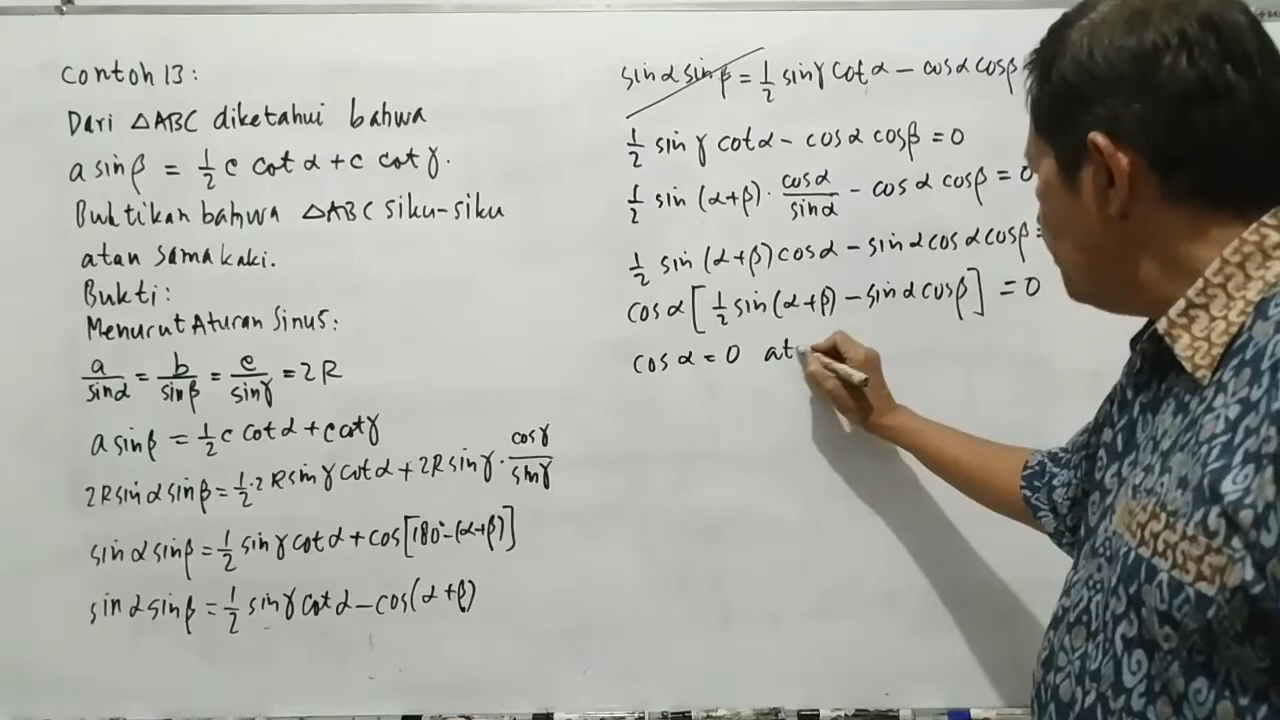 Contoh 13:
Dari △ABC diketahui bahwa
a sin β = 1/2 c cot α + c cot γ.
Buktikan bahwa △ABC siku-siku
atau samakaki.
Bukti:
Menurut Aturan Sinus:
a/sin α = b/sin β = c/sin γ = 2R
a sin β = 1/2 c cot α + c cot γ
2R sin α sin β = 1/2 · 2R sin γ cot α + 2R sin γ · cos γ/sin γ
sin α sin β = 1/2 sin γ cot α + cos[180° - (α+β)]
sin α sin β = 1/2 sin γ cot α - cos(α+β)
sin α sin β = 1/2 sin γ cot α - cos α cos β
1/2 sin γ cot α - cos α cos β = 0
1/2 sin (α+β) · cos α/sin α - cos α cos β = 0
1/2 sin (α+β) cos α - sin α cos α cos β =
cos α [1/2 sin (α+β) - sin α cos β] = 0
cos α = 0 at